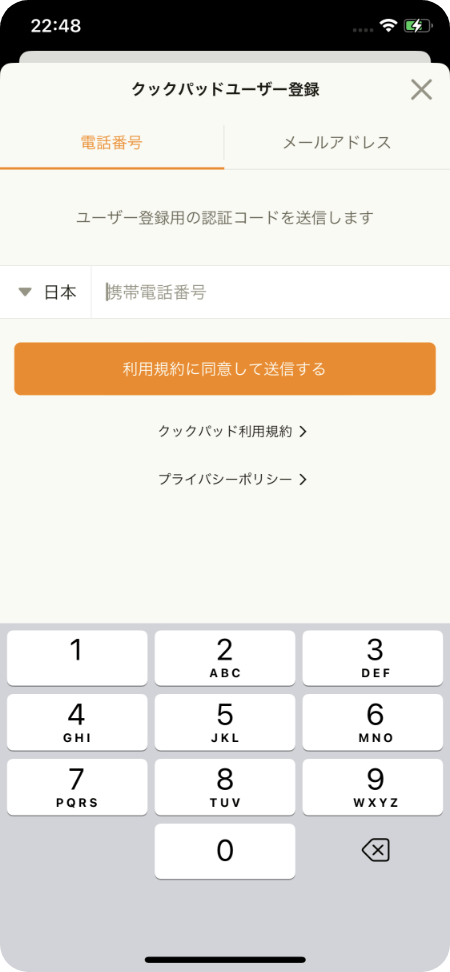 22:48
クックパッドユーザー登録
電話番号 メールアドレス
ユーザー登録用の認証コードを送信します
日本 携帯電話番号
利用規約に同意して送信する
クックパッド利用規約
プライバシーポリシー
1 2 3
ABC DEF
4 5 6
GHI JKL MNO
7 8 9
PQRS TUV WXYZ
0